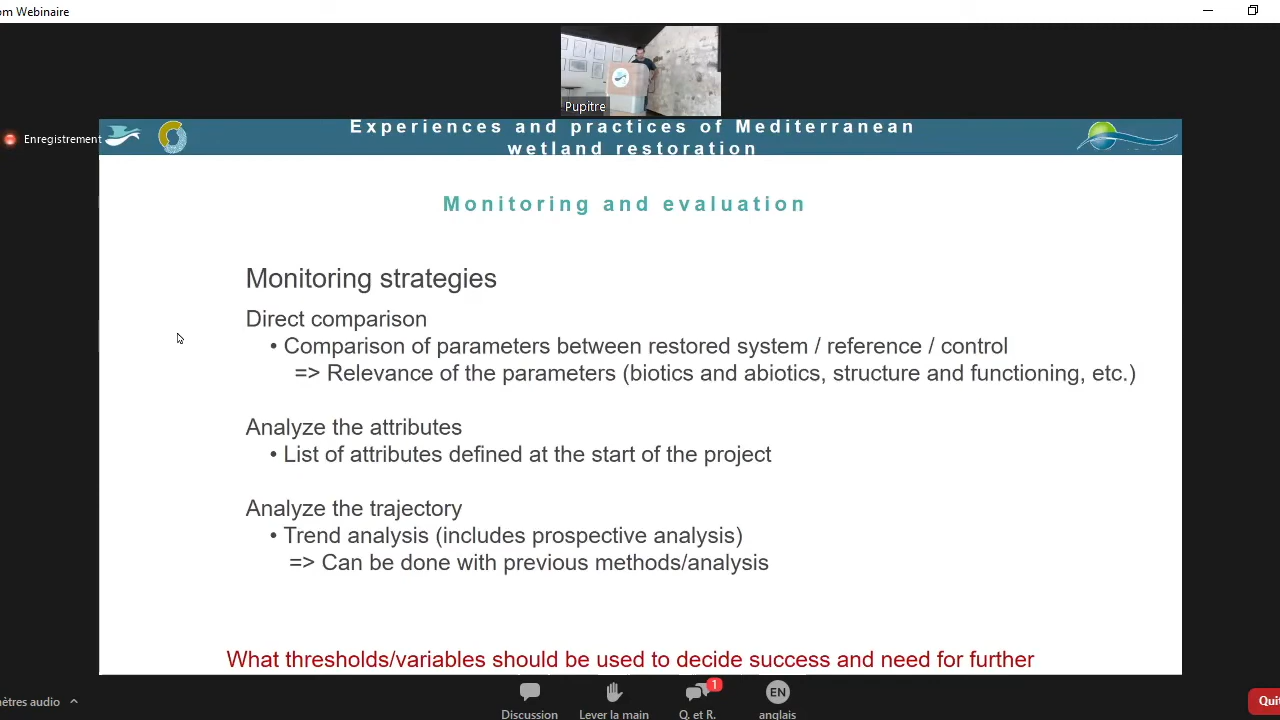 om Webinaire
Pupitre
Enregistrement
Experiences and practices of Mediterranean
wetland restoration
Monitoring and evaluation
Monitoring strategies
Direct comparison
• Comparison of parameters between restored system / reference / control
=> Relevance of the parameters (biotics and abiotics, structure and functioning, etc.)
Analyze the attributes
• List of attributes defined at the start of the project
Analyze the trajectory
• Trend analysis (includes prospective analysis)
=> Can be done with previous methods/analysis
What thresholds/variables should be used to decide success and need for further
nètres audio
Discussion
Lever la main
1
Q. et R.
EN
anglais
Quit